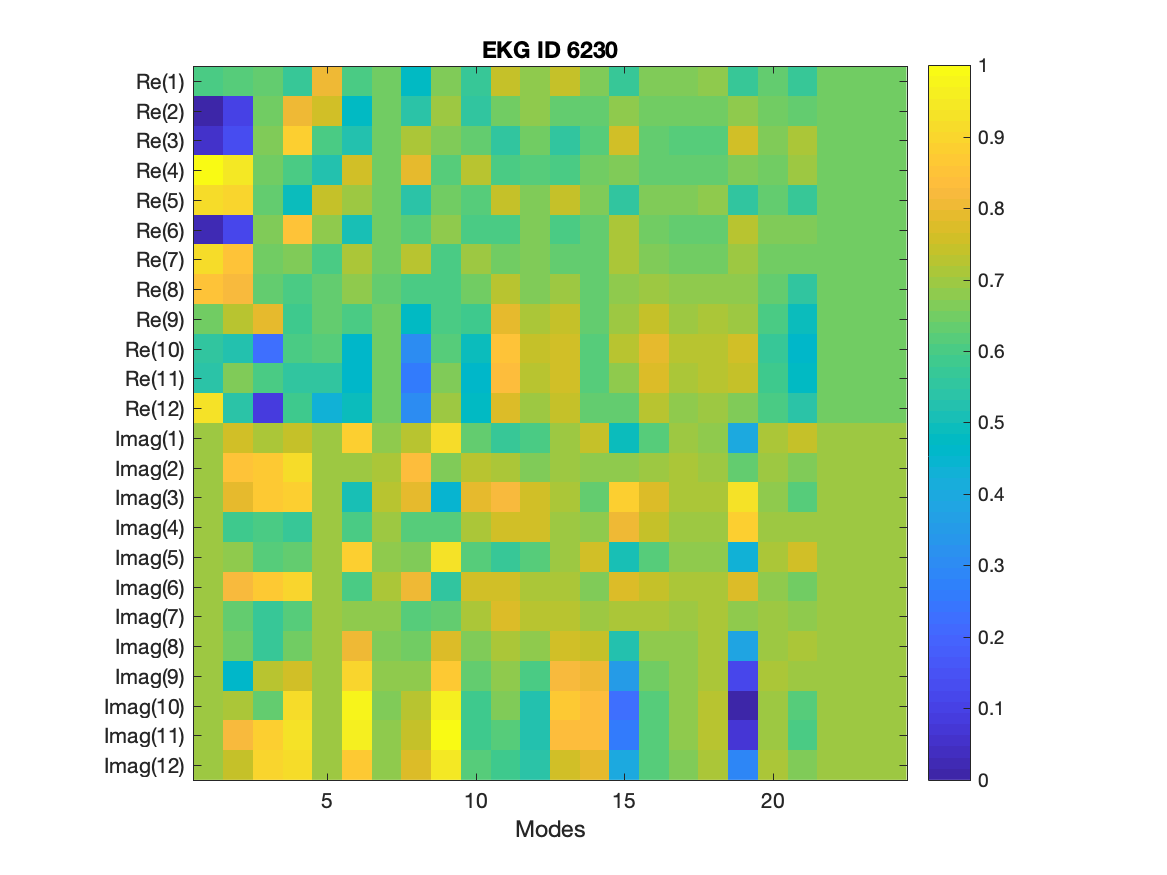 EKG ID 6230
Re(1)
Re(2)
Re(3)
Re(4)
Re(5)
Re(6)
Re(7)
Re(8)
Re(9)
Re(10)
Re(11)
Re(12)
Imag(1)
Imag(2)
Imag(3)
Imag(4)
Imag(5)
Imag(6)
Imag(7)
Imag(8)
Imag(9)
Imag(10)
Imag(11)
Imag(12)
5 10 15 20
Modes
1
0.9
0.8
0.7
0.6
0.5
0.4
0.3
0.2
0.1
0